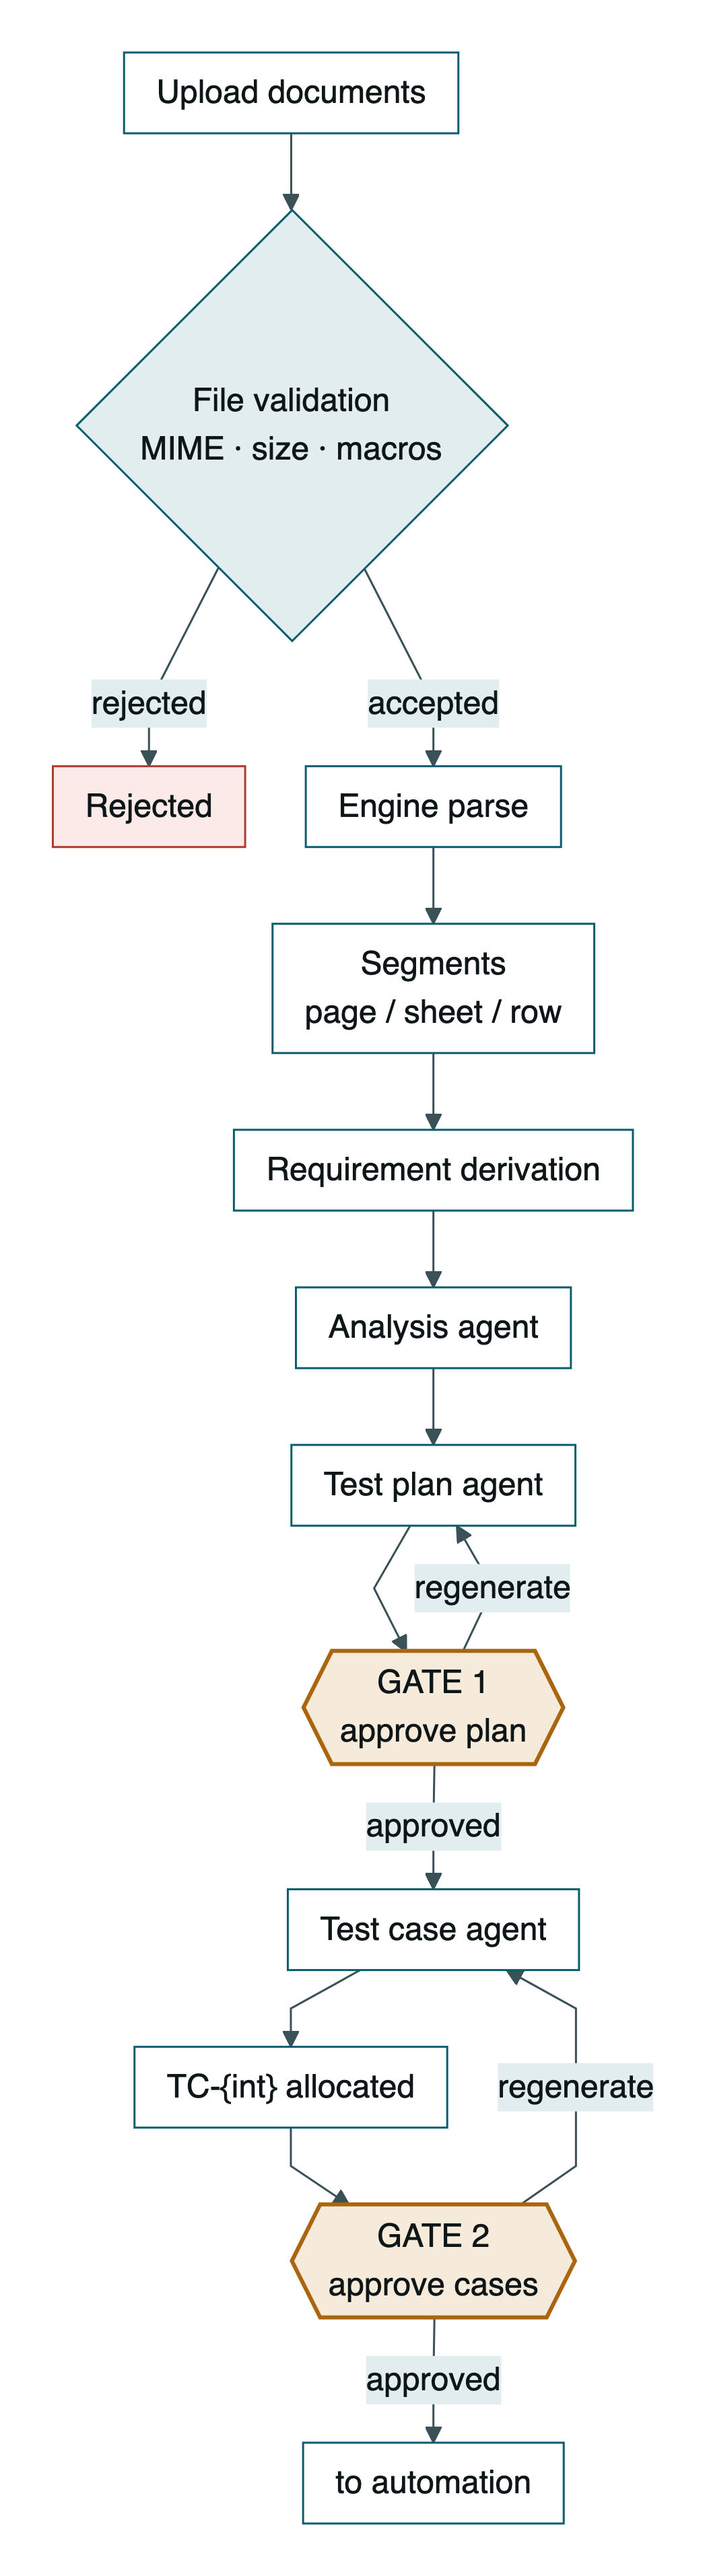 Upload documents
File validation
MIME · size · macros
rejected
accepted
Rejected
Engine parse
Segments
page / sheet / row
Requirement derivation
Analysis agent
Test plan agent
regenerate
GATE 1
approve plan
approved
Test case agent
TC-{int} allocated
regenerate
GATE 2
approve cases
approved
to automation